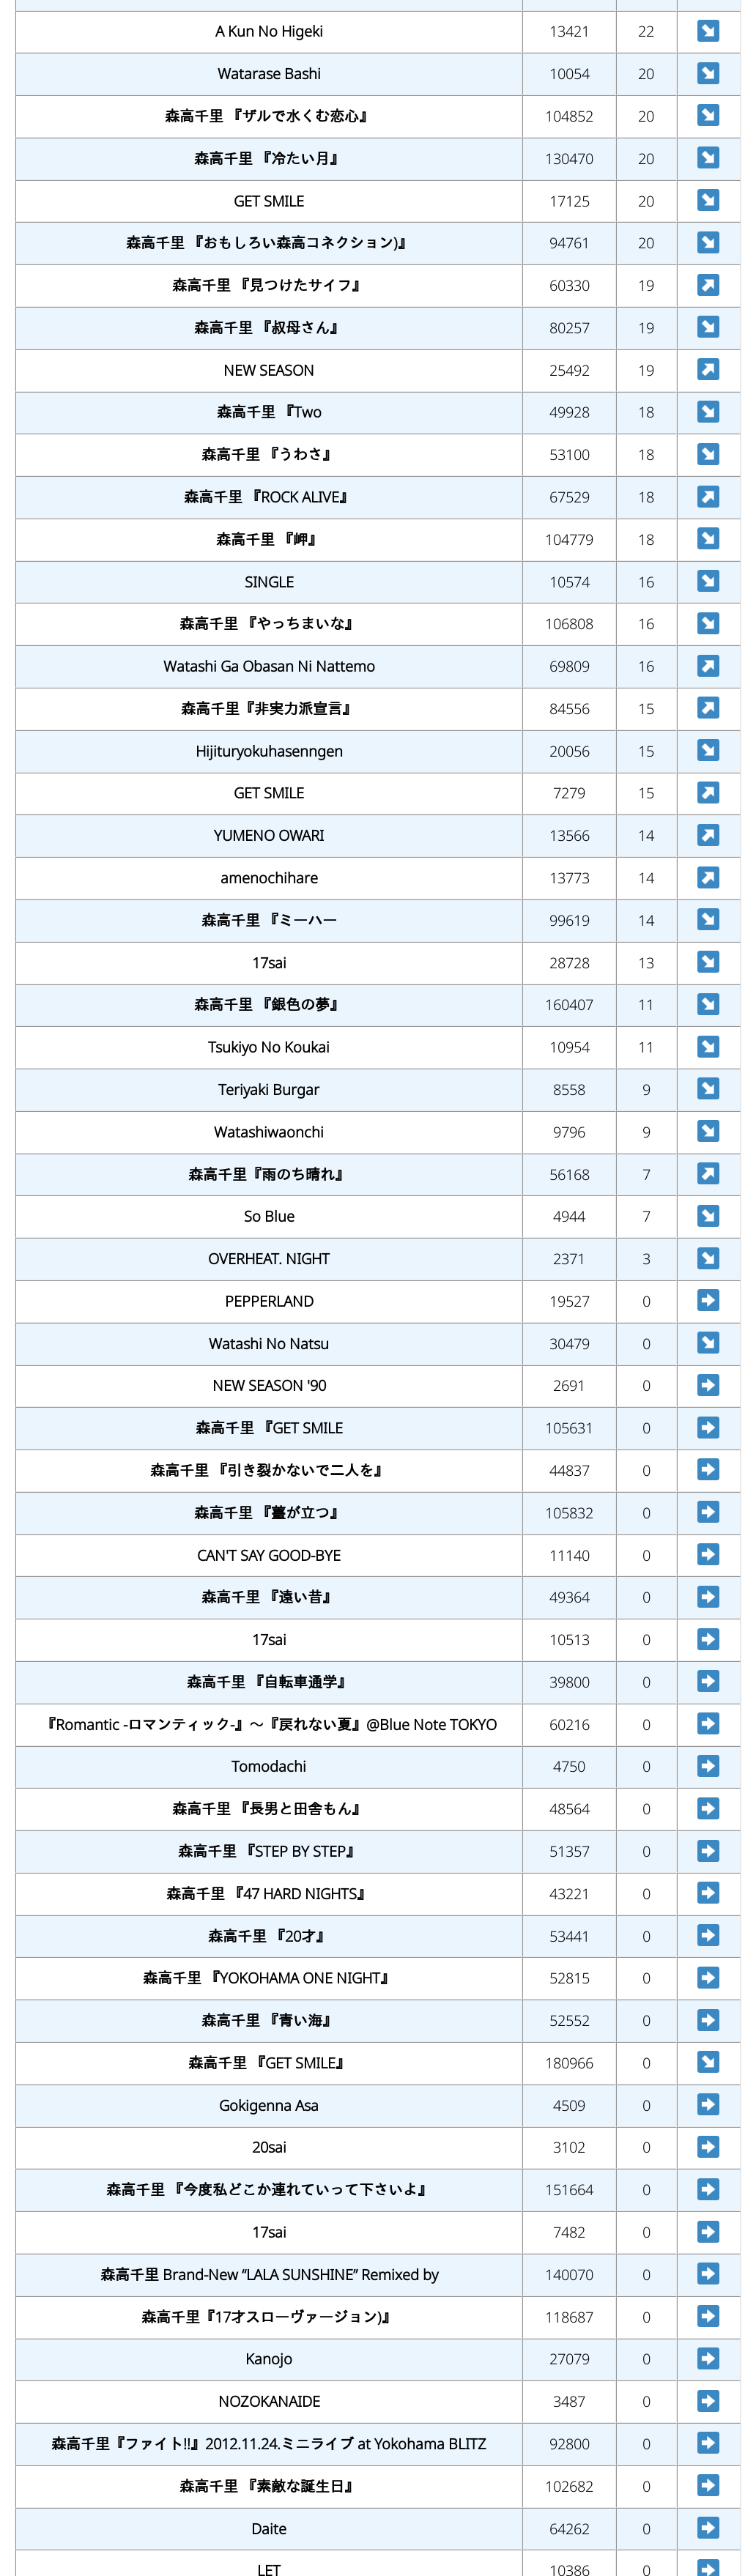 A Kun No Higeki 13421 22
Watarase Bashi 10054 20
森高千里 『ザルで水くむ恋心』 104852 20
森高千里 『冷たい月』 130470 20
GET SMILE 17125 20
森高千里 『おもしろい森高コネクション)』 94761 20
森高千里 『見つけたサイフ』 60330 19
森高千里 『叔母さん』 80257 19
NEW SEASON 25492 19
森高千里 『Two 49928 18
森高千里 『うわさ』 53100 18
森高千里 『ROCK ALIVE』 67529 18
森高千里 『岬』 104779 18
SINGLE 10574 16
森高千里 『やっちまいな』 106808 16
Watashi Ga Obasan Ni Nattemo 69809 16
森高千里『非実力派宣言』 84556 15
Hijituryokuhasenngen 20056 15
GET SMILE 7279 15
YUMENO OWARI 13566 14
amenochihare 13773 14
森高千里 『ミーハー 99619 14
17sai 28728 13
森高千里 『銀色の夢』 160407 11
Tsukiyo No Koukai 10954 11
Teriyaki Burgar 8558 9
Watashiwaonchi 9796 9
森高千里『雨のち晴れ』 56168 7
So Blue 4944 7
OVERHEAT. NIGHT 2371 3
PEPPERLAND 19527 0
Watashi No Natsu 30479 0
NEW SEASON '90 2691 0
森高千里 『GET SMILE 105631 0
森高千里 『引き裂かないで二人を』 44837 0
森高千里 『薹が立つ』 105832 0
CAN'T SAY GOOD-BYE 11140 0
森高千里 『遠い昔』 49364 0
17sai 10513 0
森高千里 『自転車通学』 39800 0
『Romantic -ロマンティック-』～『戻れない夏』@Blue Note TOKYO 60216 0
Tomodachi 4750 0
森高千里 『長男と田舎もん』 48564 0
森高千里 『STEP BY STEP』 51357 0
森高千里 『47 HARD NIGHTS』 43221 0
森高千里 『20才』 53441 0
森高千里 『YOKOHAMA ONE NIGHT』 52815 0
森高千里 『青い海』 52552 0
森高千里 『GET SMILE』 180966 0
Gokigenna Asa 4509 0
20sai 3102 0
森高千里 『今度私どこか連れていって下さいよ』 151664 0
17sai 7482 0
森高千里 Brand-New “LALA SUNSHINE” Remixed by 140070 0
森高千里『17才スローヴァージョン)』 118687 0
Kanojo 27079 0
NOZOKANAIDE 3487 0
森高千里『ファイト!!』2012.11.24.ミニライブ at Yokohama BLITZ 92800 0
森高千里 『素敵な誕生日』 102682 0
Daite 64262 0
LET 10386 0